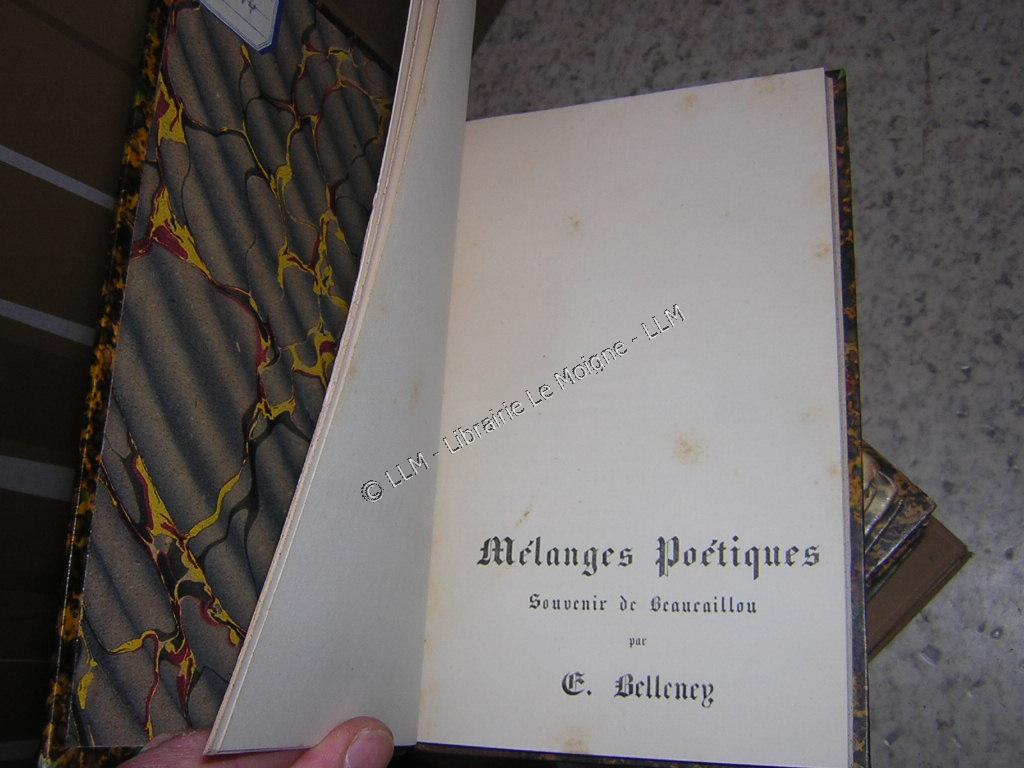 Mélanges Poétiques
Souvenir de Beaucaillou
par
E. Belleney
© LLM - Librairie Le Moigne - LLM